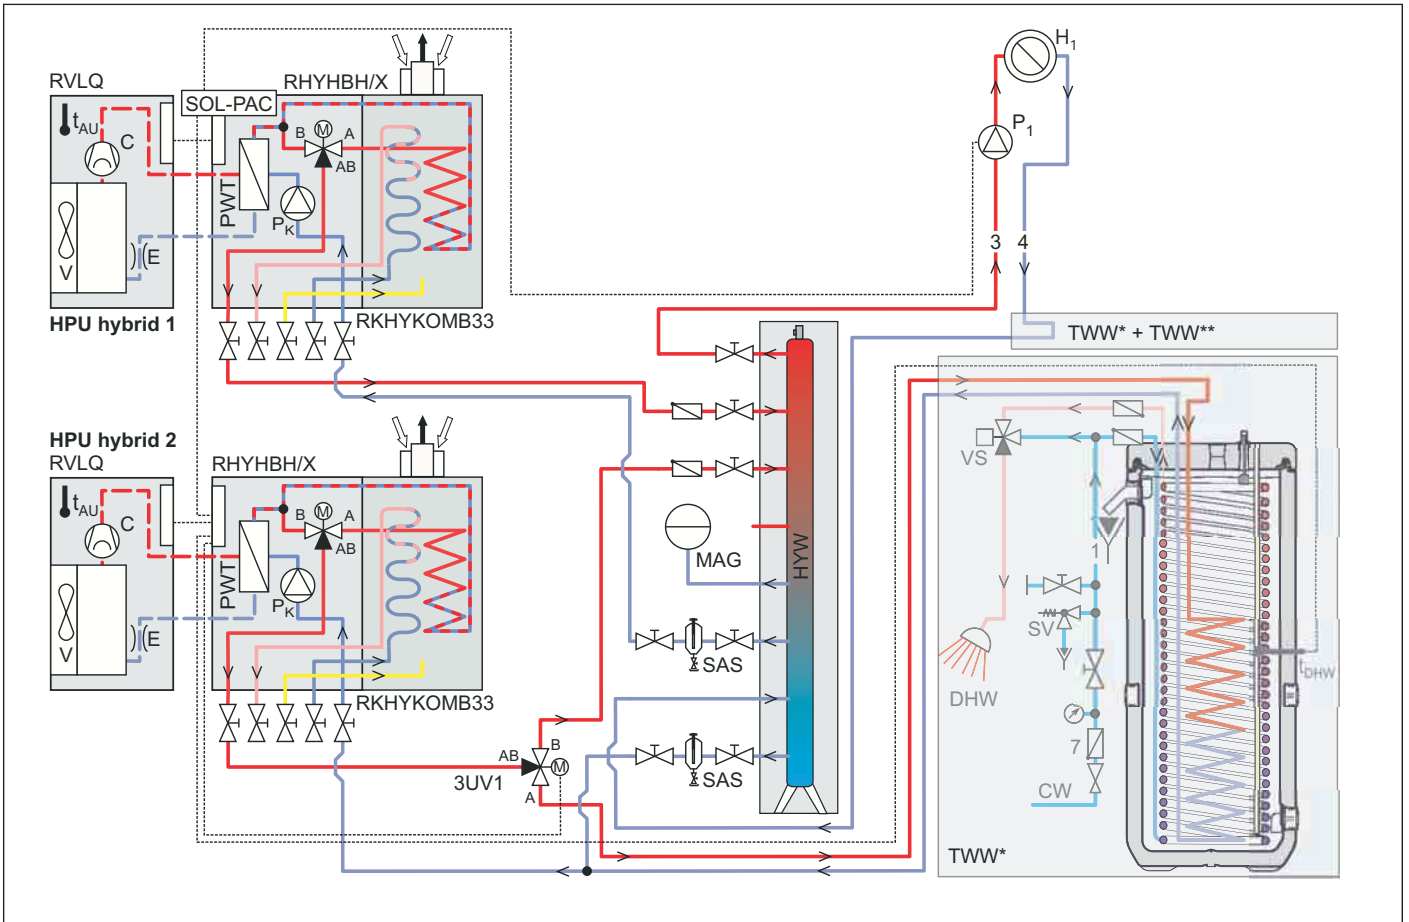 H1
RVLQ
RHYHBH/X
SOL-PAC
tAU
C
B
M
A
AB
P1
PWT
PK
V
E
3
4
HPU hybrid 1
RKHYKOMB33
TWW* + TWW**
HPU hybrid 2
RVLQ
RHYHBH/X
VS
tAU
C
B
M
A
AB
MAG
HYW
1
PWT
PK
V
E
SV
SAS
tDHW
DHW
RKHYKOMB33
7
AB
B
M
3UV1
A
SAS
CW
TWW*